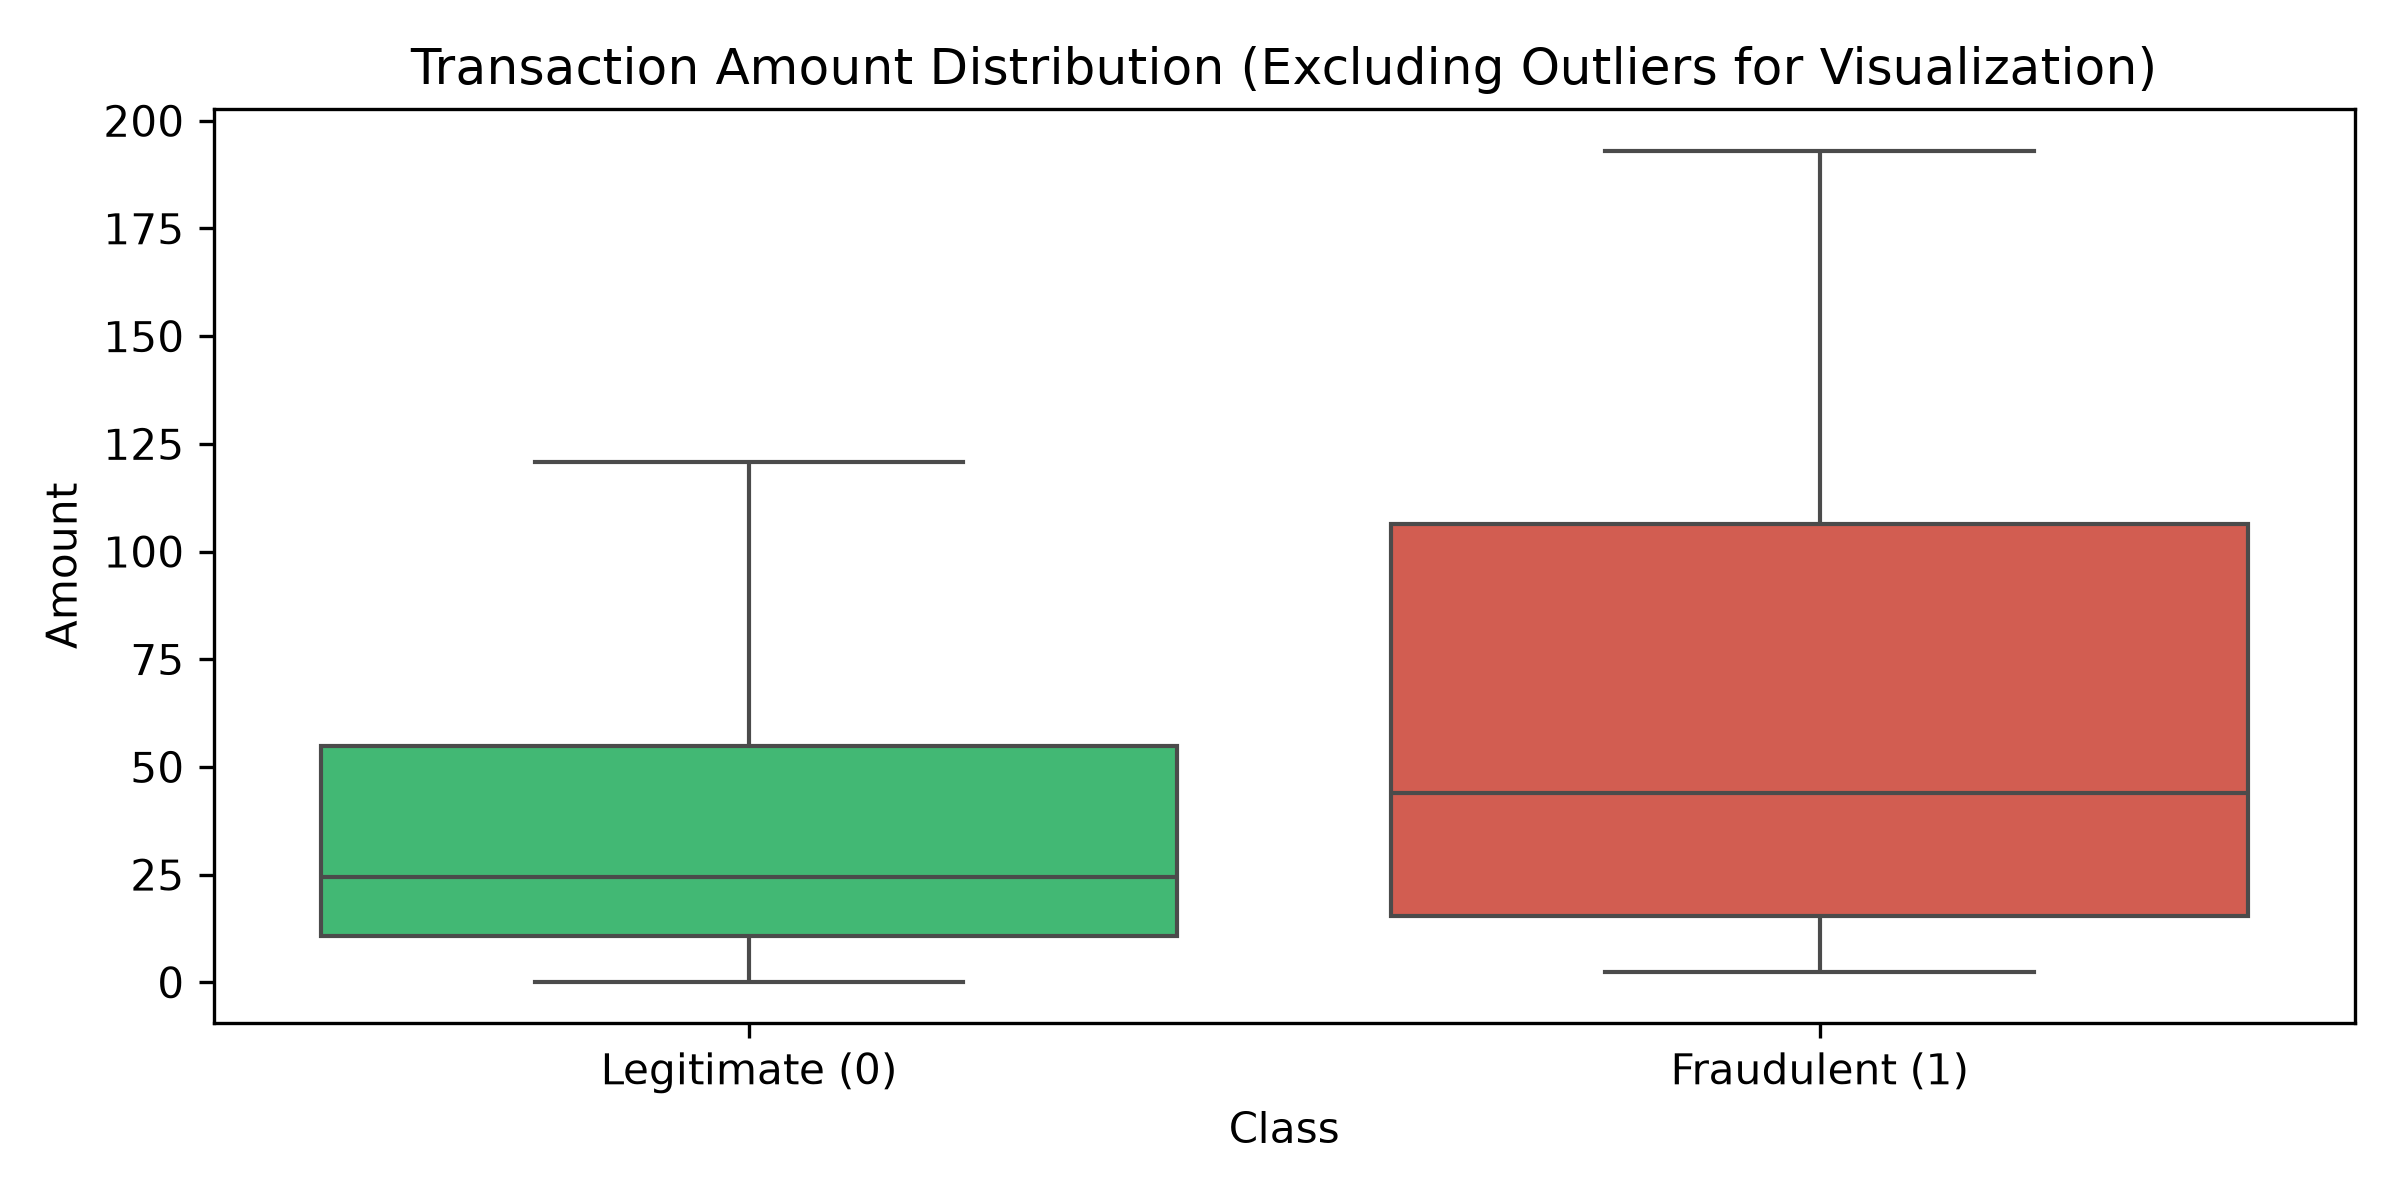 Transaction Amount Distribution (Excluding Outliers for Visualization)
Amount
200
175
150
125
100
75
50
25
0
Legitimate (0)
Fraudulent (1)
Class